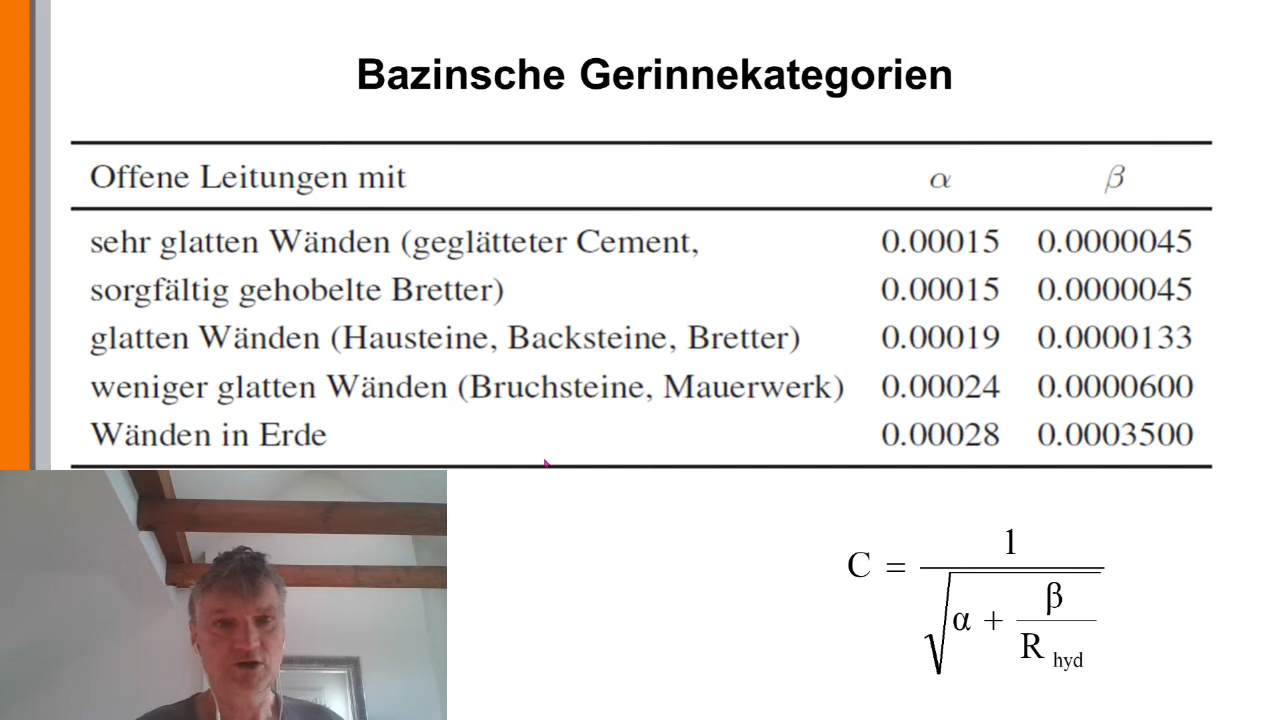 Bazinsche Gerinnekategorien
Offene Leitungen mit α β
sehr glatten Wänden (geglätteter Cement, 0.00015 0.0000045
sorgfältig gehobelte Bretter) 0.00015 0.0000045
glatten Wänden (Hausteine, Backsteine, Bretter) 0.00019 0.0000133
weniger glatten Wänden (Bruchsteine, Mauerwerk) 0.00024 0.0000600
Wänden in Erde 0.00028 0.0003500
1
C =
β
√ α +
R hyd